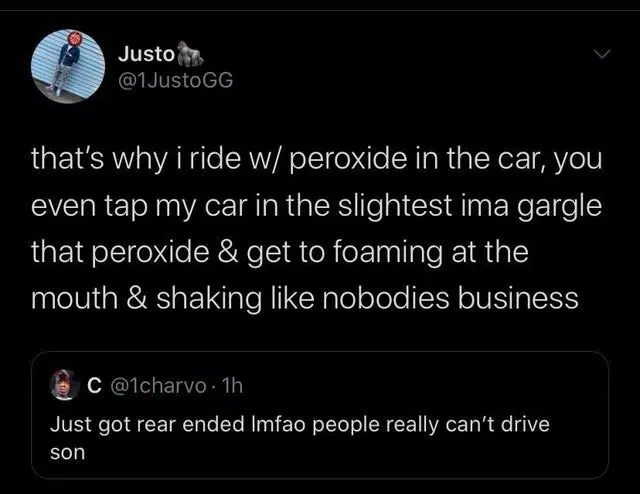 Justo🦍
@1JustoGG
that's why i ride w/ peroxide in the car, you
even tap my car in the slightest ima gargle
that peroxide & get to foaming at the
mouth & shaking like nobodies business
C @1charvo · 1h
Just got rear ended lmfao people really can't drive
son